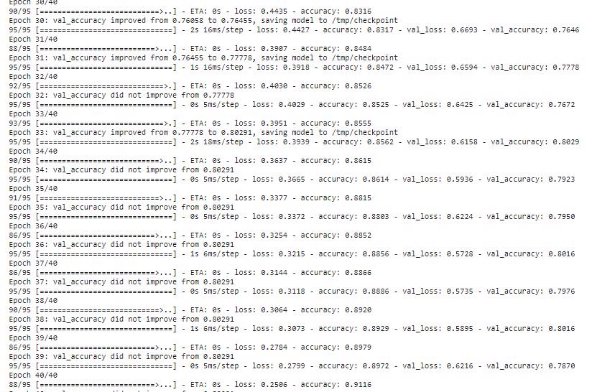 Epoch 30/40
90/95 [===========================>..] - ETA: 0s - loss: 0.4435 - accuracy: 0.8316
Epoch 30: val_accuracy improved from 0.76058 to 0.76455, saving model to /tmp/checkpoint
95/95 [==============================] - 2s 16ms/step - loss: 0.4427 - accuracy: 0.8317 - val_loss: 0.6693 - val_accuracy: 0.7646
Epoch 31/40
88/95 [==========================>...] - ETA: 0s - loss: 0.3907 - accuracy: 0.8484
Epoch 31: val_accuracy improved from 0.76455 to 0.77778, saving model to /tmp/checkpoint
95/95 [==============================] - 1s 16ms/step - loss: 0.3918 - accuracy: 0.8472 - val_loss: 0.6594 - val_accuracy: 0.7778
Epoch 32/40
92/95 [============================>.] - ETA: 0s - loss: 0.4030 - accuracy: 0.8526
Epoch 32: val_accuracy did not improve from 0.77778
95/95 [==============================] - 0s 5ms/step - loss: 0.4029 - accuracy: 0.8525 - val_loss: 0.6425 - val_accuracy: 0.7672
Epoch 33/40
93/95 [============================>.] - ETA: 0s - loss: 0.3951 - accuracy: 0.8555
Epoch 33: val_accuracy improved from 0.77778 to 0.80291, saving model to /tmp/checkpoint
95/95 [==============================] - 2s 18ms/step - loss: 0.3939 - accuracy: 0.8562 - val_loss: 0.6158 - val_accuracy: 0.8029
Epoch 34/40
90/95 [===========================>..] - ETA: 0s - loss: 0.3637 - accuracy: 0.8615
Epoch 34: val_accuracy did not improve from 0.80291
95/95 [==============================] - 0s 5ms/step - loss: 0.3665 - accuracy: 0.8614 - val_loss: 0.5936 - val_accuracy: 0.7923
Epoch 35/40
91/95 [===========================>..] - ETA: 0s - loss: 0.3377 - accuracy: 0.8815
Epoch 35: val_accuracy did not improve from 0.80291
95/95 [==============================] - 0s 5ms/step - loss: 0.3372 - accuracy: 0.8803 - val_loss: 0.6224 - val_accuracy: 0.7950
Epoch 36/40
86/95 [==========================>...] - ETA: 0s - loss: 0.3254 - accuracy: 0.8852
Epoch 36: val_accuracy did not improve from 0.80291
95/95 [==============================] - 1s 6ms/step - loss: 0.3215 - accuracy: 0.8856 - val_loss: 0.5728 - val_accuracy: 0.8016
Epoch 37/40
86/95 [==========================>...] - ETA: 0s - loss: 0.3144 - accuracy: 0.8866
Epoch 37: val_accuracy did not improve from 0.80291
95/95 [==============================] - 0s 5ms/step - loss: 0.3118 - accuracy: 0.8886 - val_loss: 0.5735 - val_accuracy: 0.7976
Epoch 38/40
90/95 [===========================>..] - ETA: 0s - loss: 0.3064 - accuracy: 0.8920
Epoch 38: val_accuracy did not improve from 0.80291
95/95 [==============================] - 1s 6ms/step - loss: 0.3073 - accuracy: 0.8929 - val_loss: 0.5895 - val_accuracy: 0.8016
Epoch 39/40
86/95 [==========================>...] - ETA: 0s - loss: 0.2784 - accuracy: 0.8979
Epoch 39: val_accuracy did not improve from 0.80291
95/95 [==============================] - 0s 5ms/step - loss: 0.2799 - accuracy: 0.8972 - val_loss: 0.6216 - val_accuracy: 0.7870
Epoch 40/40
88/95 [==========================>...] - ETA: 0s - loss: 0.2506 - accuracy: 0.9116